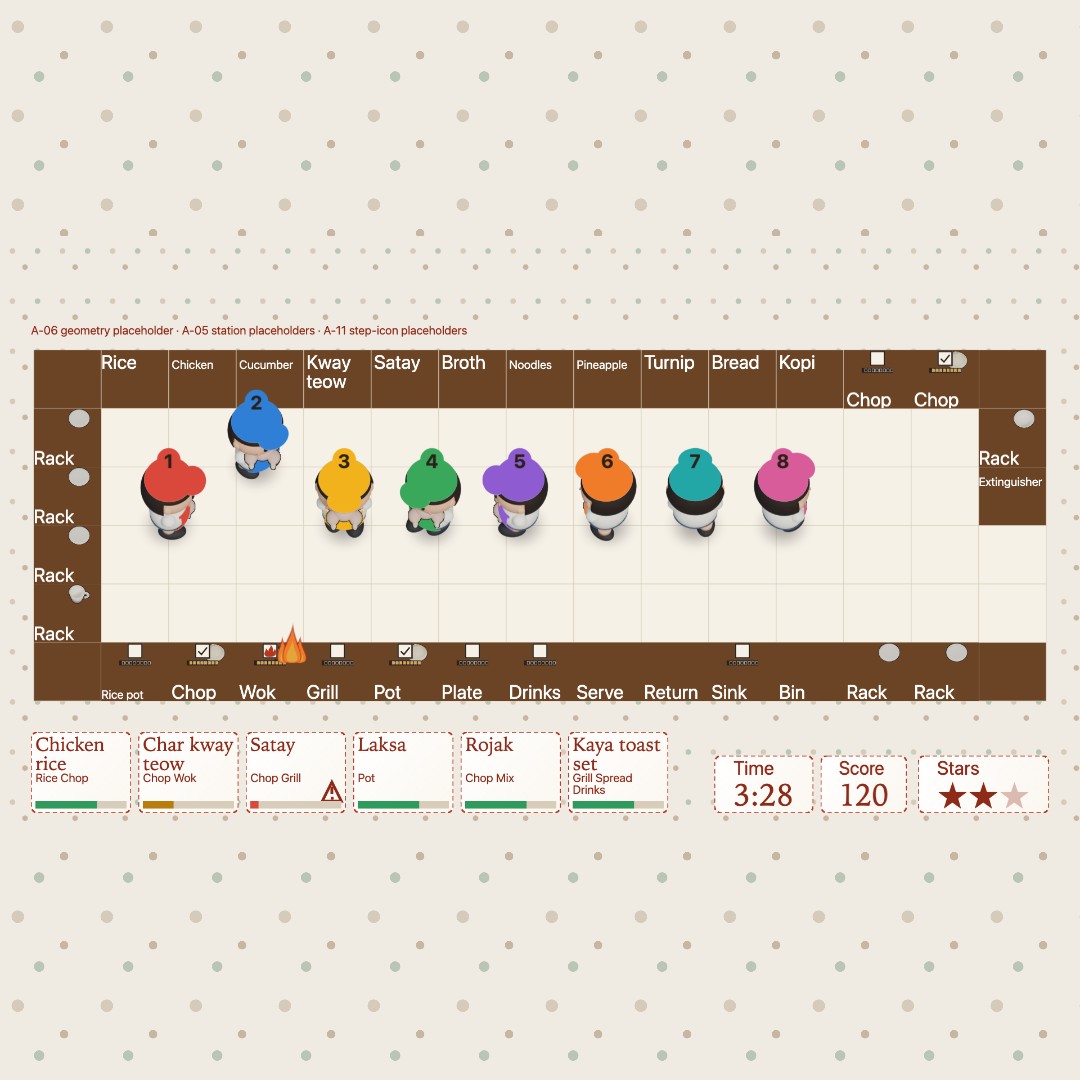 A-06 geometry placeholder · A-05 station placeholders · A-11 step-icon placeholders
Rice
Chicken
Cucumber
Kway
teow
Satay
Broth
Noodles
Pineapple
Turnip
Bread
Kopi
Chop
Chop
Rack
Rack
Rack
Rack
Rack
Extinguisher
1
2
3
4
5
6
7
8
Rice pot
Chop
Wok
Grill
Pot
Plate
Drinks
Serve
Return
Sink
Bin
Rack
Rack
Chicken
rice
Rice Chop
Char kway
teow
Chop Wok
Satay
Chop Grill
Laksa
Pot
Rojak
Chop Mix
Kaya toast
set
Grill Spread
Drinks
Time
3:28
Score
120
Stars